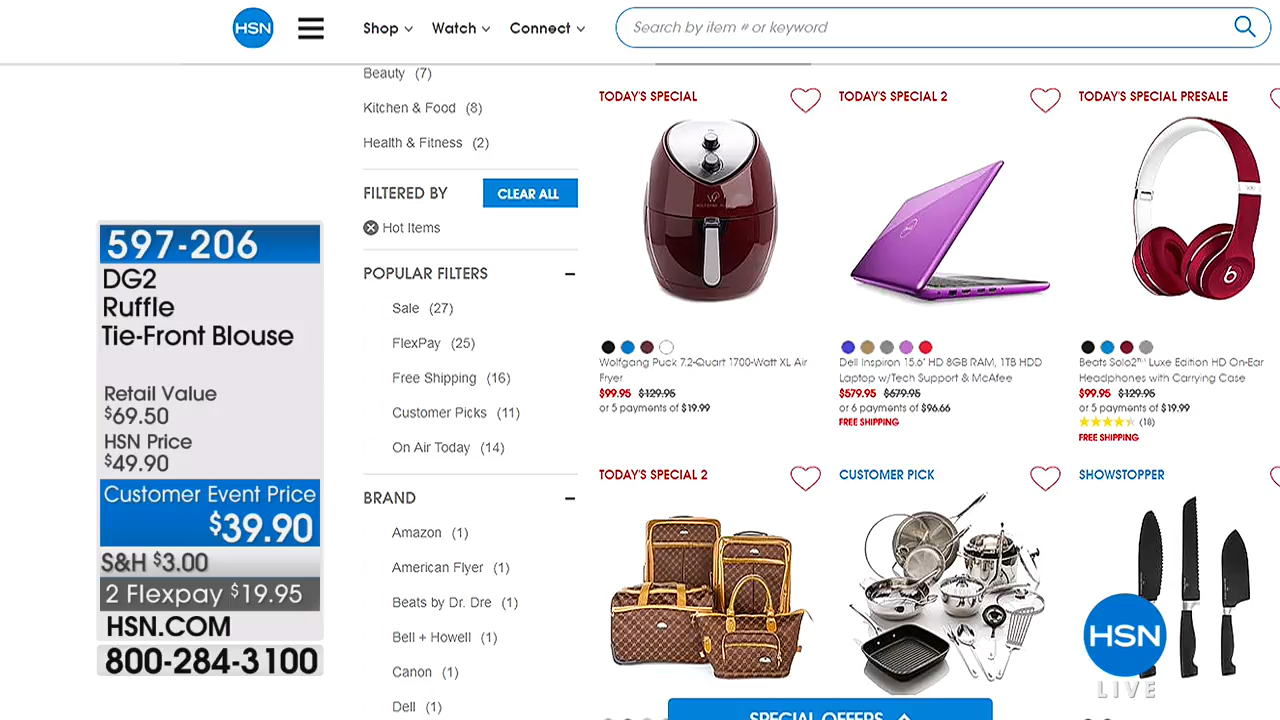 HSN
Shop
Watch
Connect
Search by item # or keyword
Beauty (7)
Kitchen & Food (8)
Health & Fitness (2)
FILTERED BY
CLEAR ALL
Hot Items
POPULAR FILTERS
Sale (27)
FlexPay (25)
Free Shipping (16)
Customer Picks (11)
On Air Today (14)
BRAND
Amazon (1)
American Flyer (1)
Beats by Dr. Dre (1)
Bell + Howell (1)
Canon (1)
Dell (1)
597-206
DG2
Ruffle
Tie-Front Blouse
Retail Value
$69.50
HSN Price
$49.90
Customer Event Price
$39.90
S&H $3.00
2 Flexpay $19.95
HSN.COM
800-284-3100
TODAY'S SPECIAL
Wolfgang Puck 7.2-Quart 1700-Watt XL Air
Fryer
$99.95 $129.95
or 5 payments of $19.99
TODAY'S SPECIAL 2
Dell Inspiron 15.6" HD 8GB RAM, 1TB HDD
Laptop w/Tech Support & McAfee
$579.95 $679.95
or 6 payments of $96.66
FREE SHIPPING
TODAY'S SPECIAL PRESALE
Beats Solo2™ Luxe Edition HD On-Ear
Headphones with Carrying Case
$99.95 $129.95
or 5 payments of $19.99
(18)
FREE SHIPPING
TODAY'S SPECIAL 2
CUSTOMER PICK
SHOWSTOPPER
SPECIAL OFFERS
HSN
LIVE